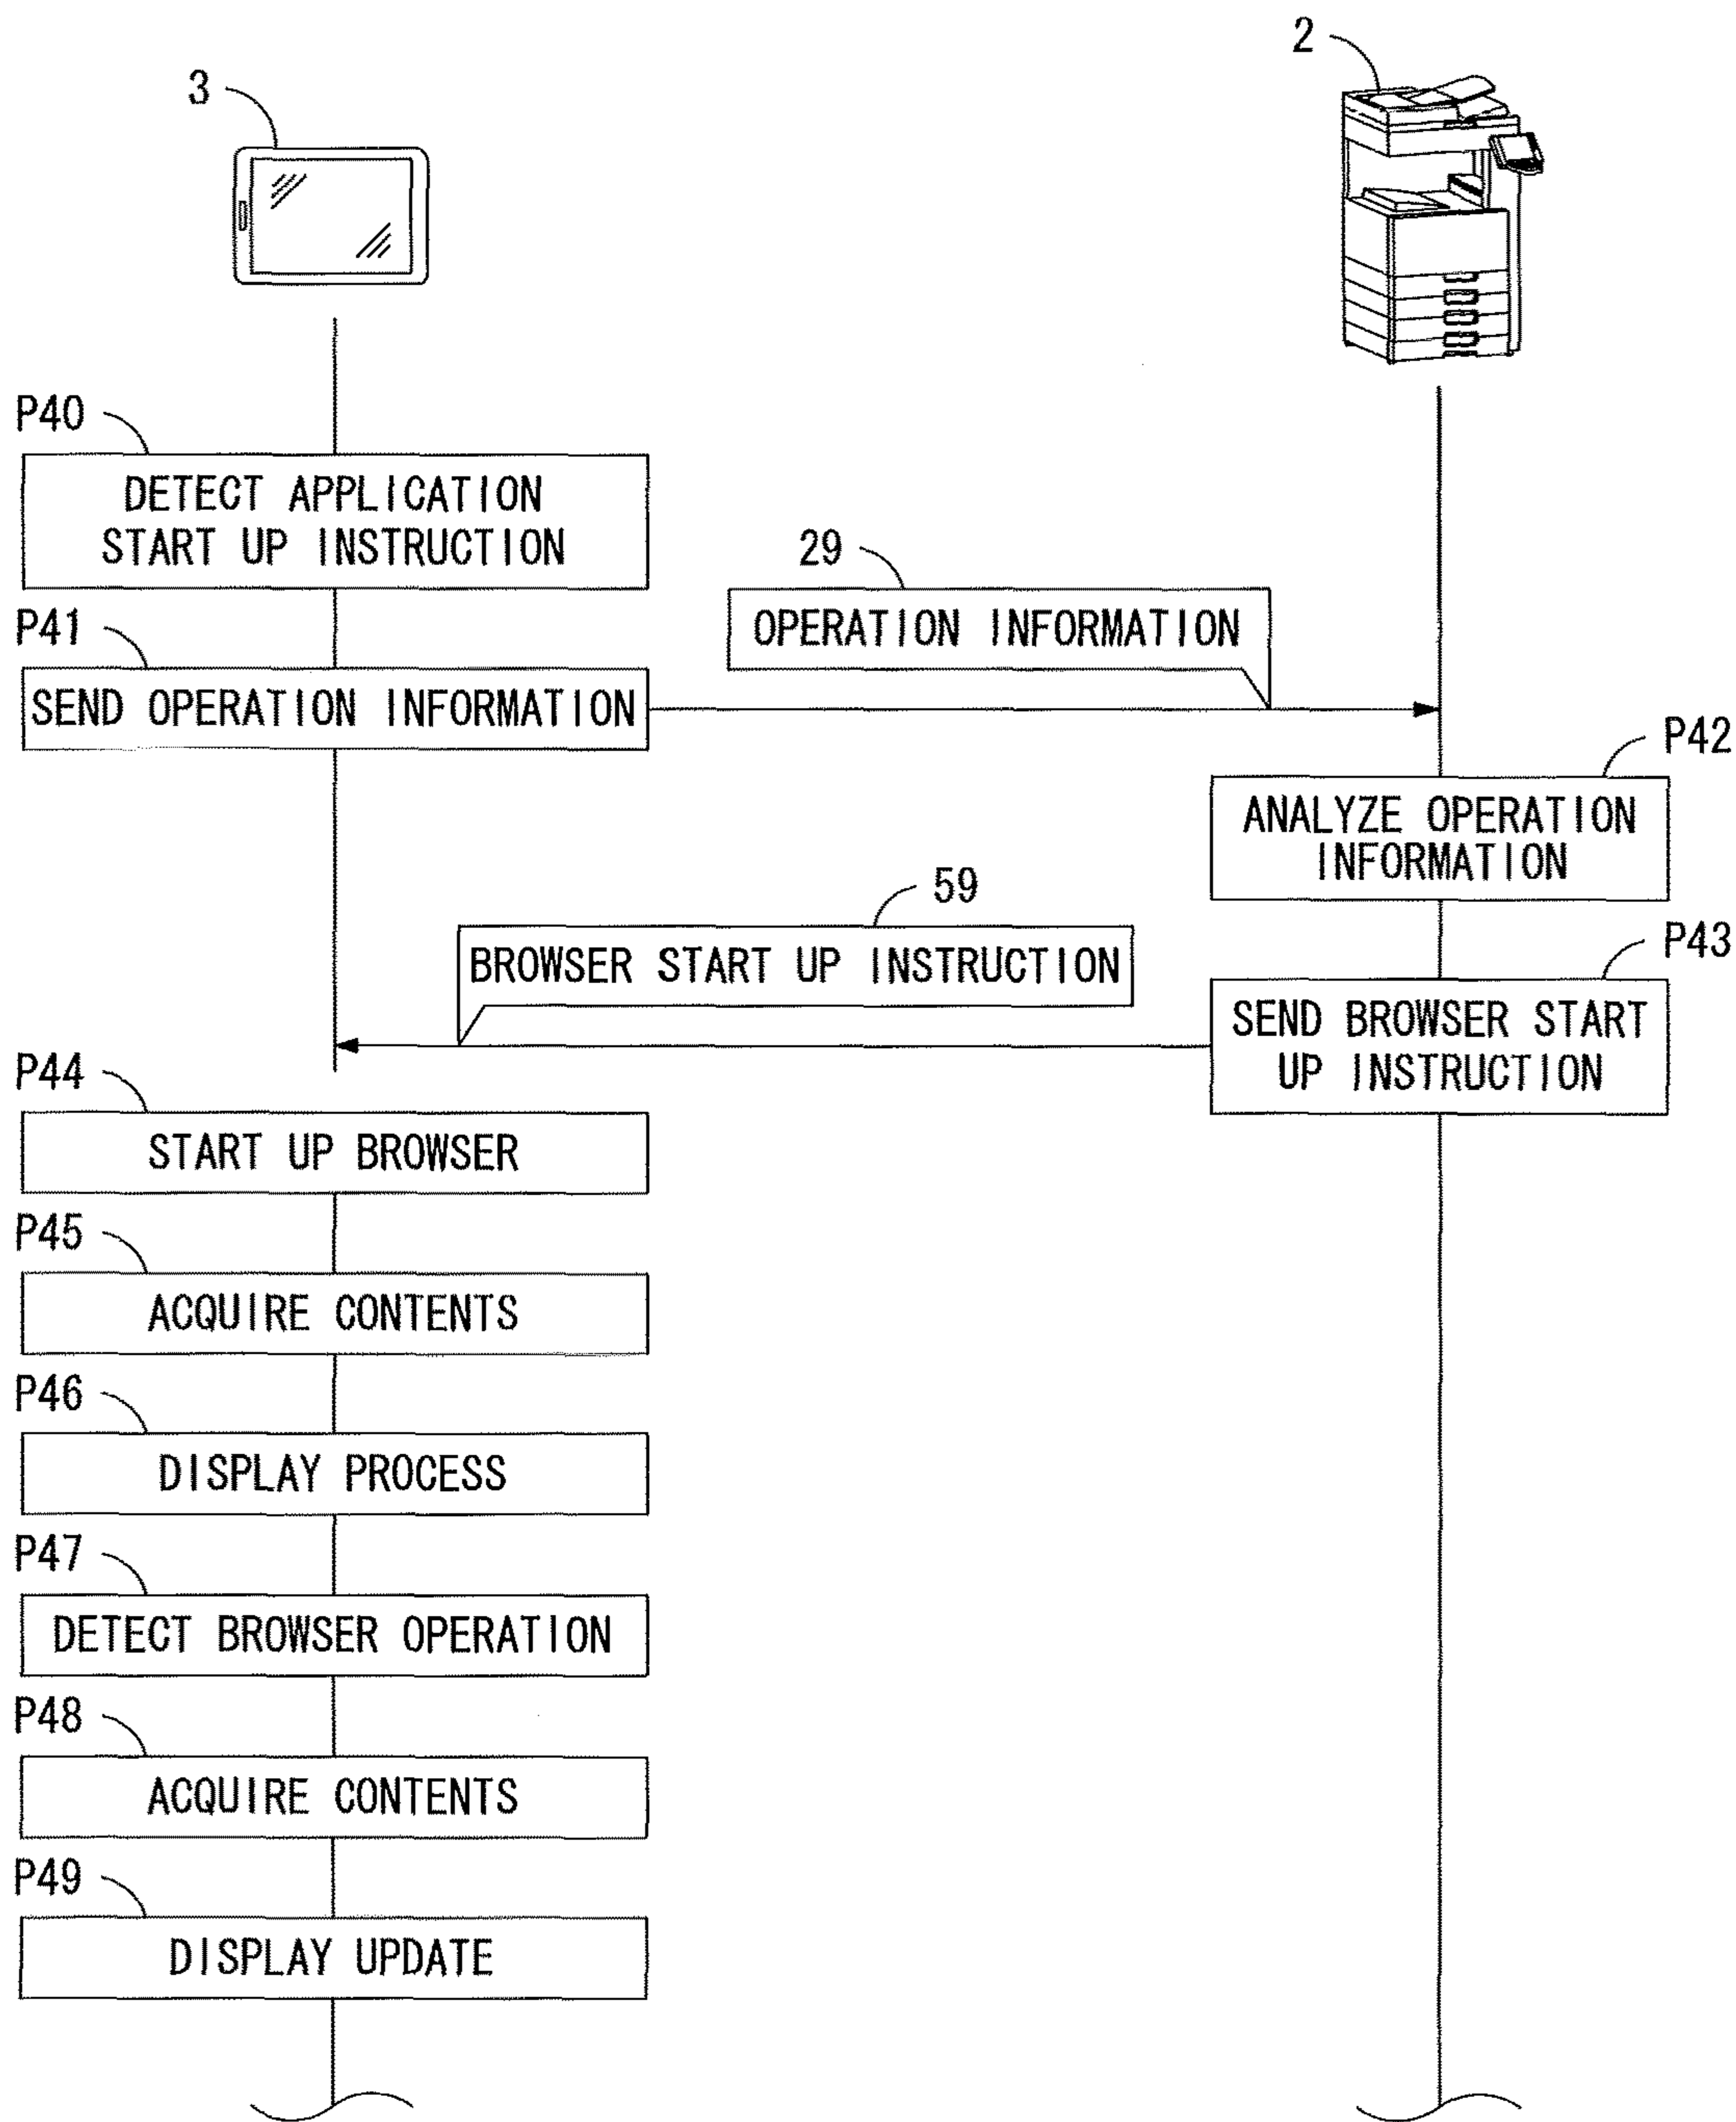 2
3
P40
DETECT APPLICATION
START UP INSTRUCTION
29
OPERATION INFORMATION
P41
SEND OPERATION INFORMATION
P42
ANALYZE OPERATION
INFORMATION
59
BROWSER START UP INSTRUCTION
P43
SEND BROWSER START
UP INSTRUCTION
P44
START UP BROWSER
P45
ACQUIRE CONTENTS
P46
DISPLAY PROCESS
P47
DETECT BROWSER OPERATION
P48
ACQUIRE CONTENTS
P49
DISPLAY UPDATE